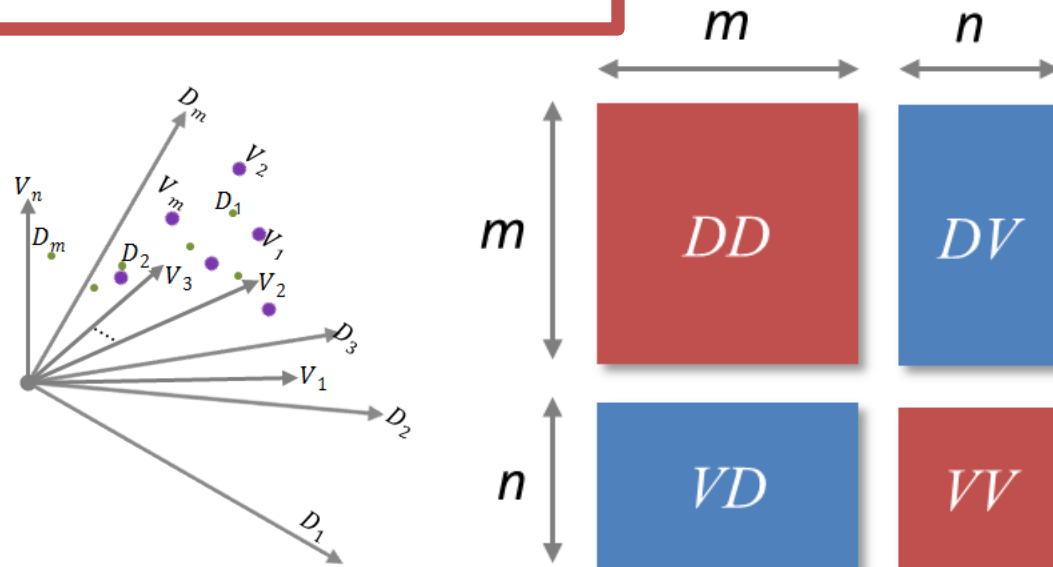 m n
D_m
V_2
V_n
V_m
D_1
D_m
V_1
D_2
V_3
V_2
....
D_3
V_1
D_2
D_1
m DD DV
n VD VV